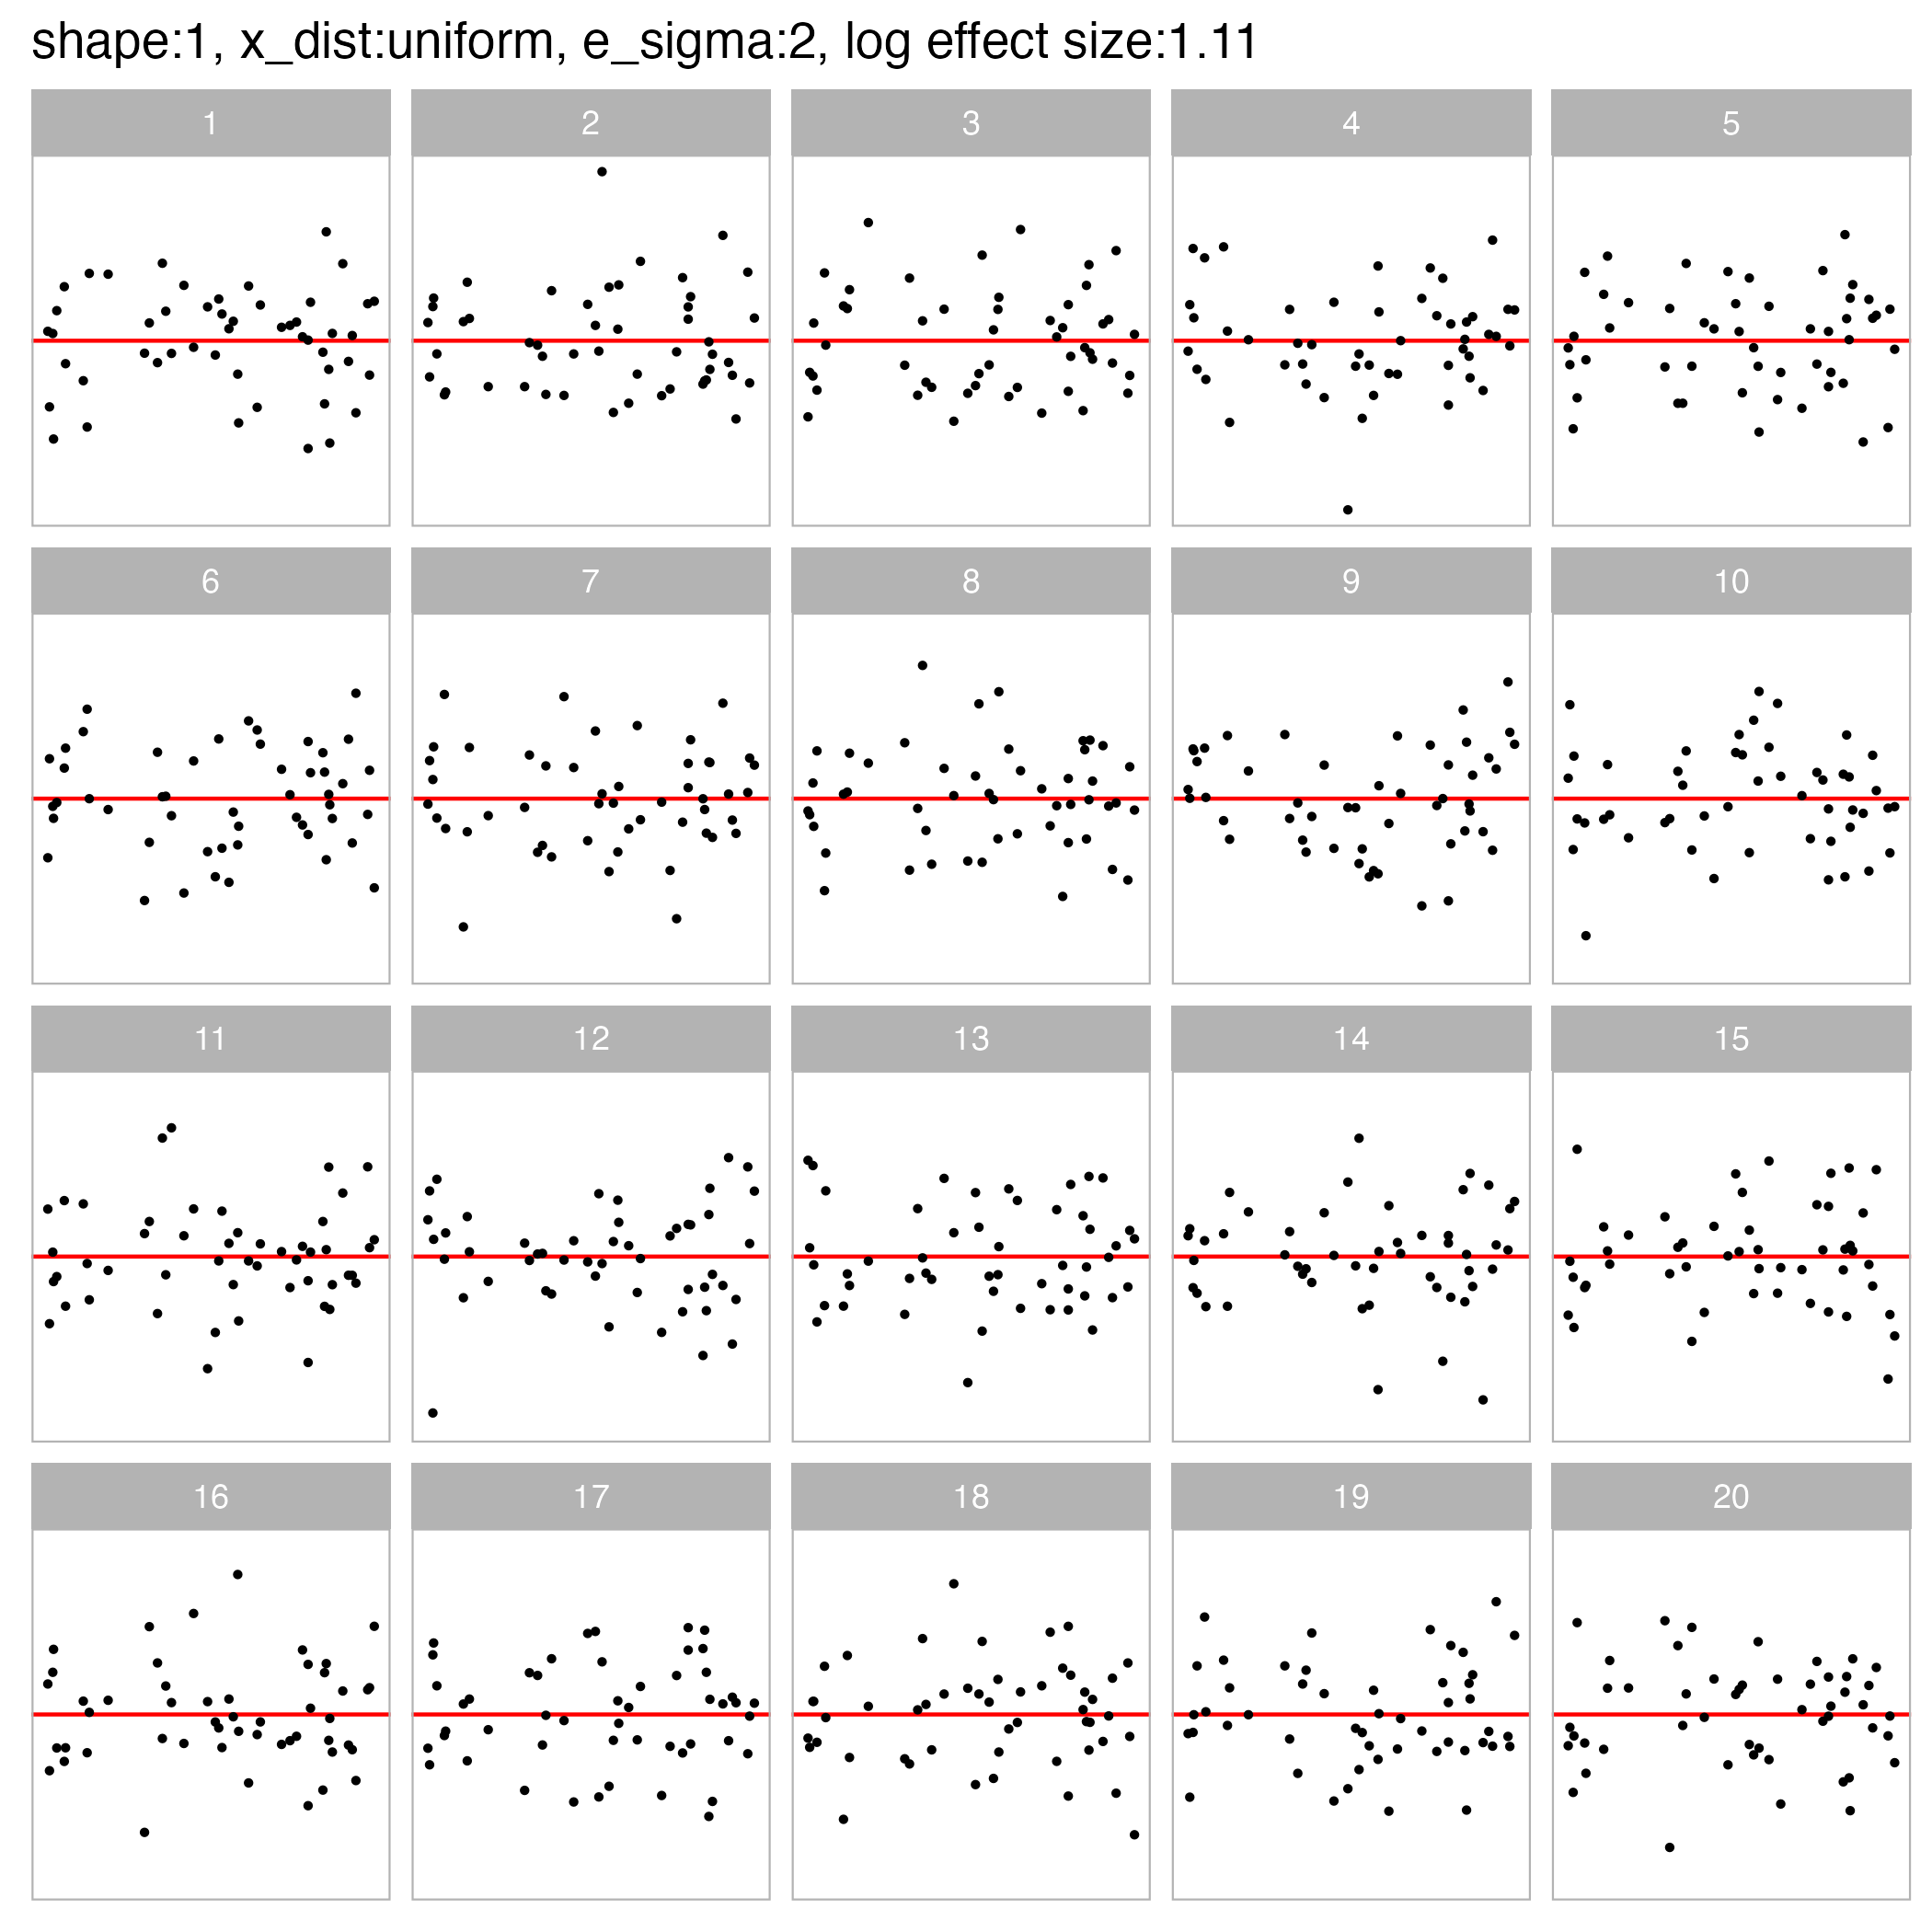 shape:1, x_dist:uniform, e_sigma:2, log effect size:1.11
1 2 3 4 5
6 7 8 9 10
11 12 13 14 15
16 17 18 19 20